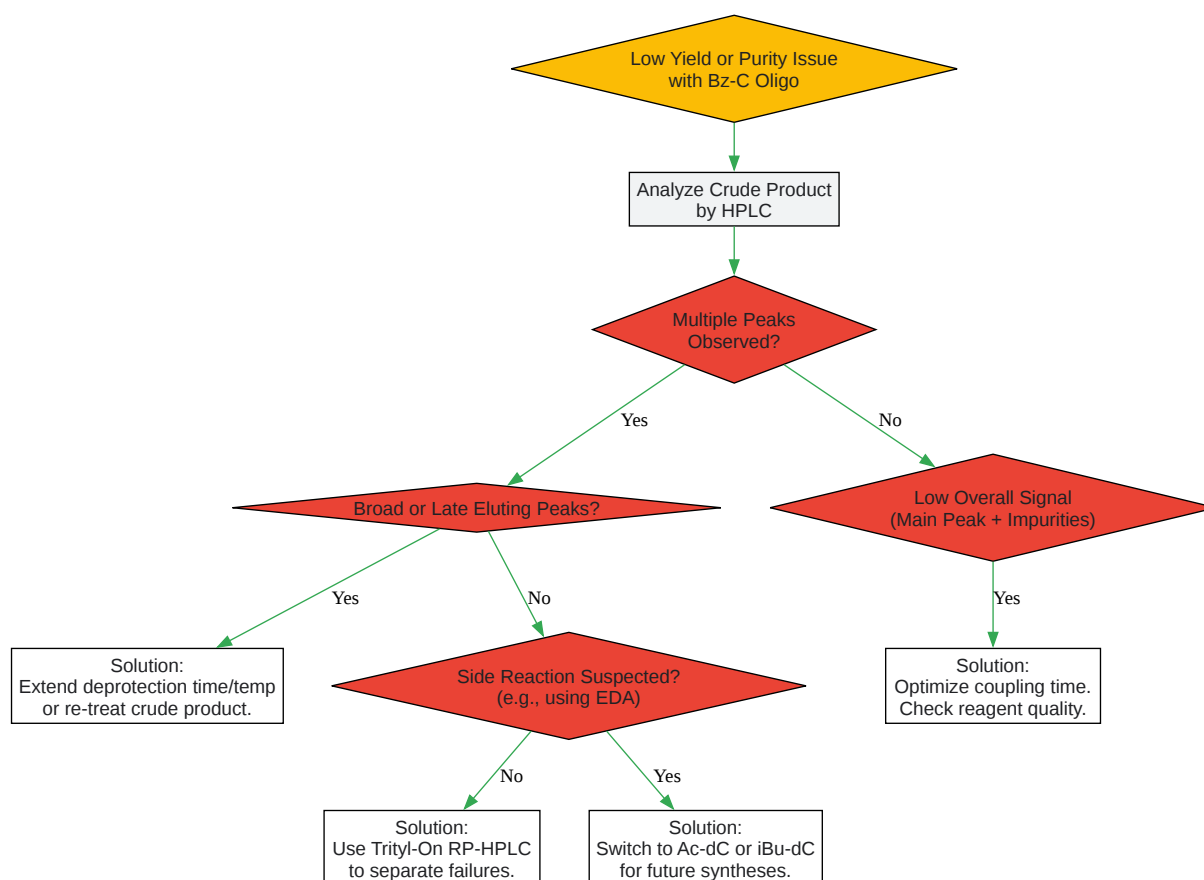 Low Yield or Purity Issue
with Bz-C Oligo
Analyze Crude Product
by HPLC
Multiple Peaks
Observed?
Yes
No
Broad or Late Eluting Peaks?
Low Overall Signal
(Main Peak + Impurities)
Yes
No
Yes
Solution:
Extend deprotection time/temp
or re-treat crude product.
Side Reaction Suspected?
(e.g., using EDA)
Solution:
Optimize coupling time.
Check reagent quality.
No
Yes
Solution:
Use Trityl-On RP-HPLC
to separate failures.
Solution:
Switch to Ac-dC or iBu-dC
for future syntheses.